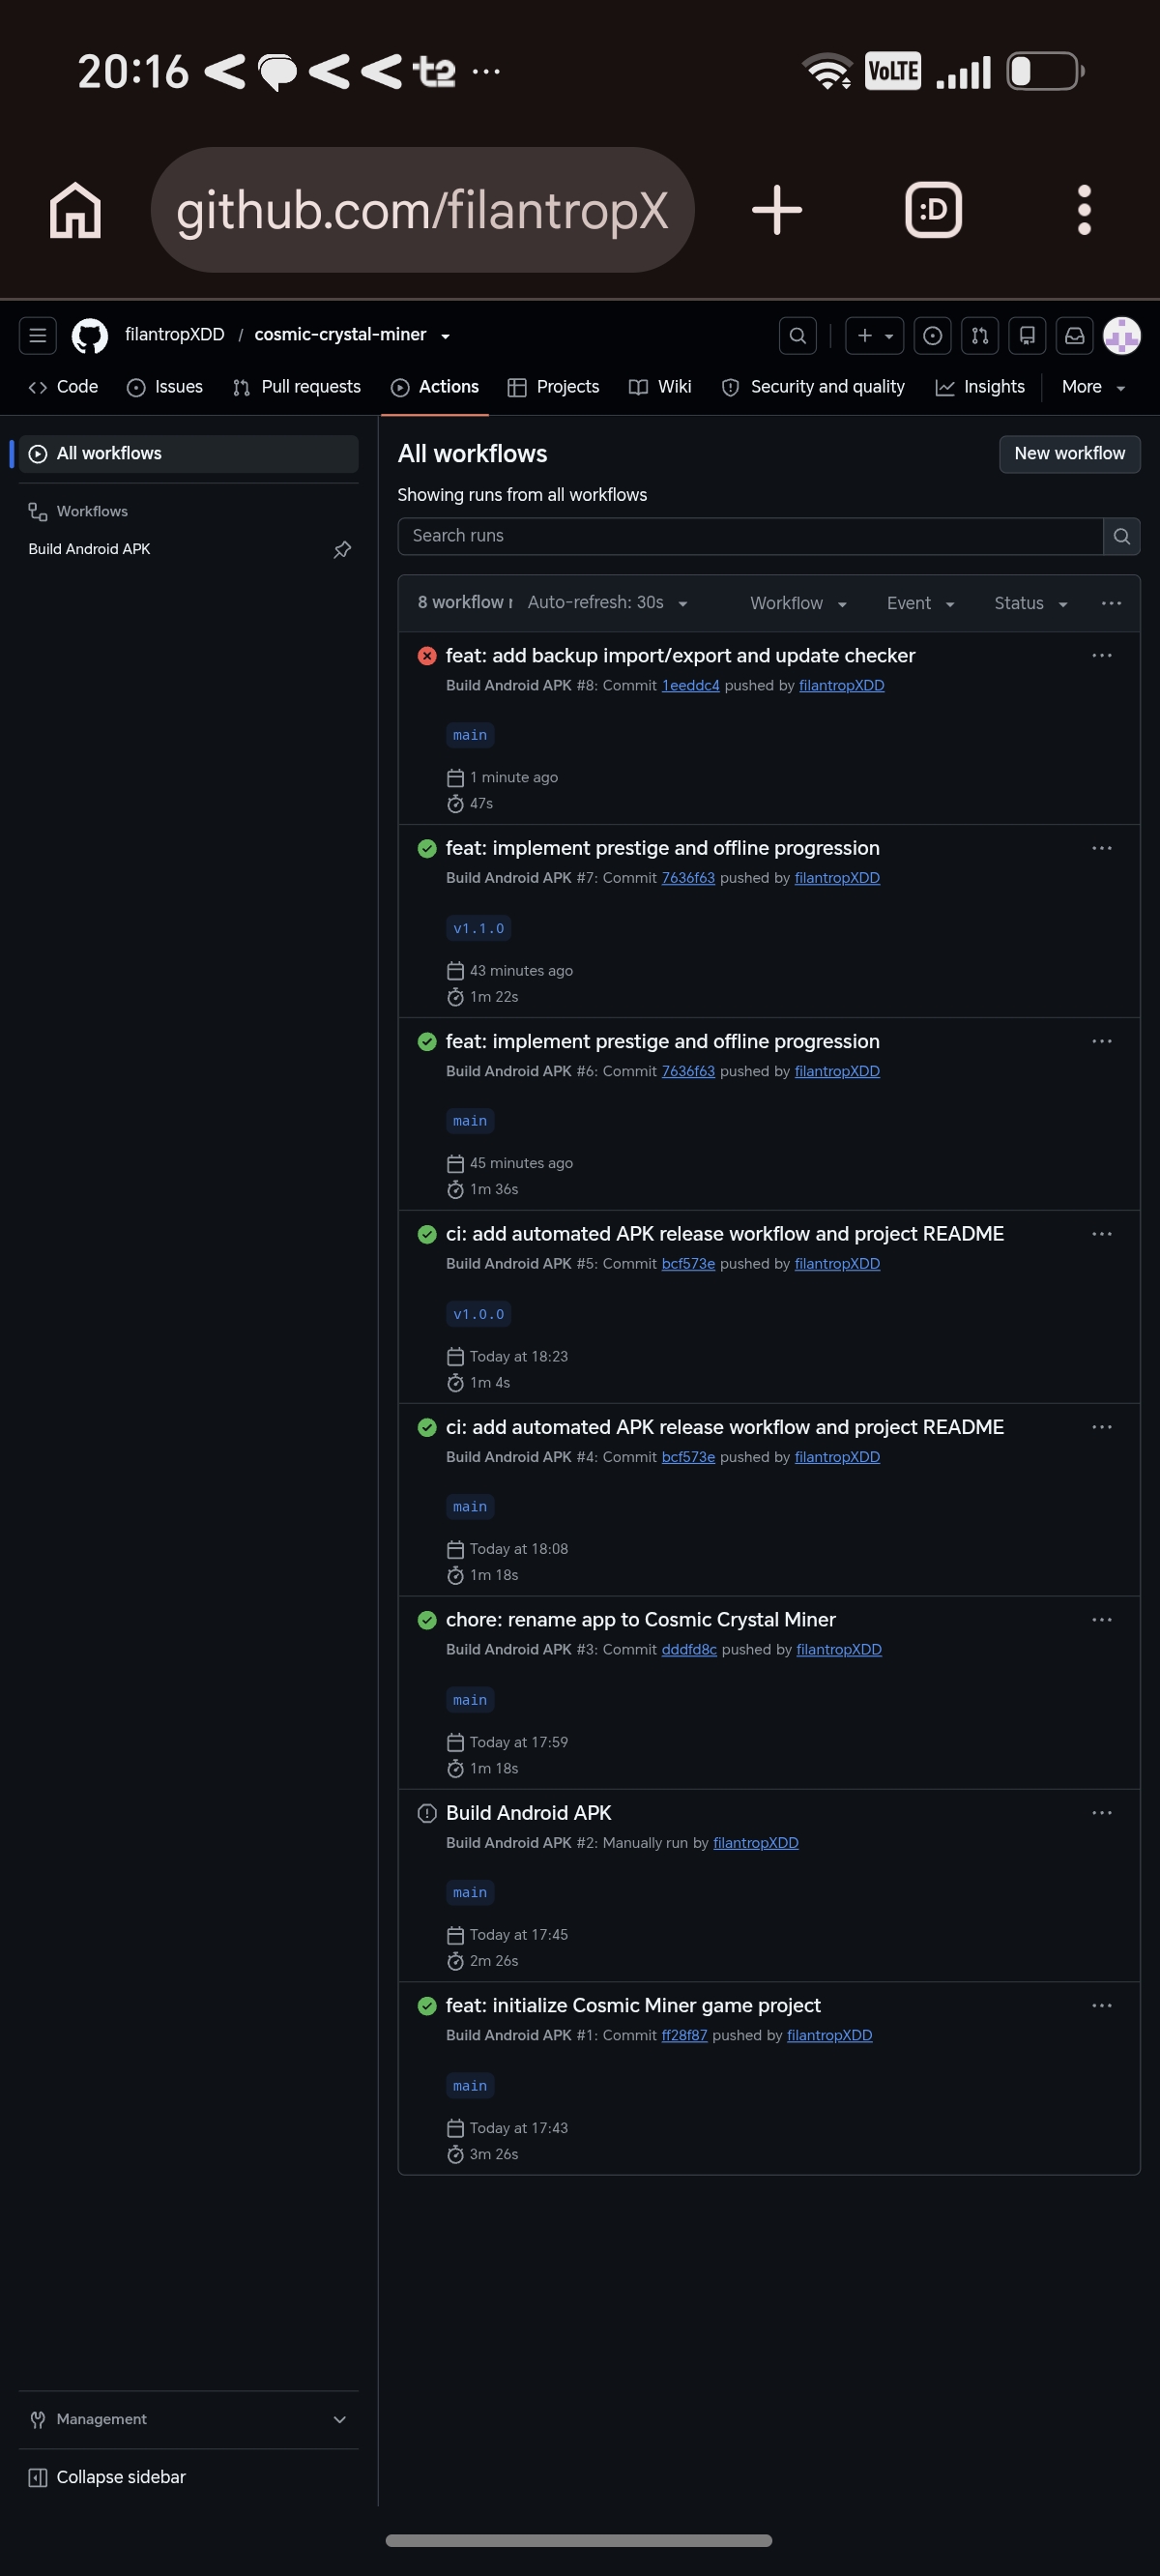 20:16 t2 ...
VoLTE
github.com/filantropX
:D
filantropXDD / cosmic-crystal-miner
Code Issues Pull requests Actions Projects Wiki Security and quality Insights More
All workflows
Workflows
Build Android APK
All workflows
New workflow
Showing runs from all workflows
Search runs
8 workflow Auto-refresh: 30s Workflow Event Status
feat: add backup import/export and update checker
Build Android APK #8: Commit 1eeddc4 pushed by filantropXDD
main
1 minute ago
47s
feat: implement prestige and offline progression
Build Android APK #7: Commit 7636f63 pushed by filantropXDD
v1.1.0
43 minutes ago
1m 22s
feat: implement prestige and offline progression
Build Android APK #6: Commit 7636f63 pushed by filantropXDD
main
45 minutes ago
1m 36s
ci: add automated APK release workflow and project README
Build Android APK #5: Commit bcf573e pushed by filantropXDD
v1.0.0
Today at 18:23
1m 4s
ci: add automated APK release workflow and project README
Build Android APK #4: Commit bcf573e pushed by filantropXDD
main
Today at 18:08
1m 18s
chore: rename app to Cosmic Crystal Miner
Build Android APK #3: Commit dddfd8c pushed by filantropXDD
main
Today at 17:59
1m 18s
Build Android APK
Build Android APK #2: Manually run by filantropXDD
main
Today at 17:45
2m 26s
feat: initialize Cosmic Miner game project
Build Android APK #1: Commit ff28f87 pushed by filantropXDD
main
Today at 17:43
3m 26s
Management
Collapse sidebar